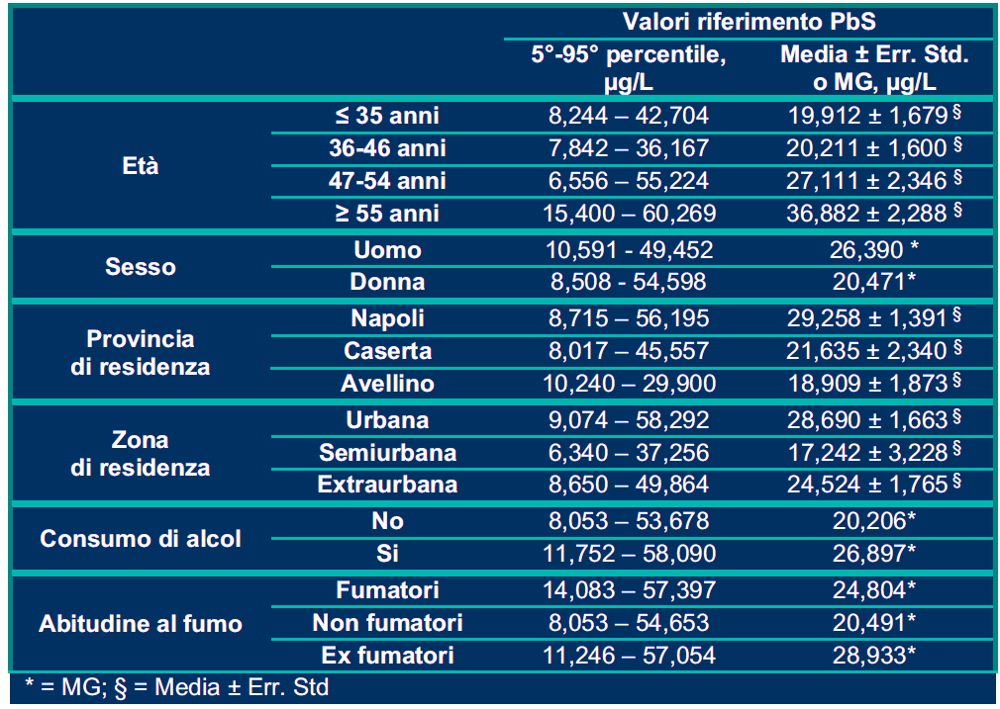 Valori riferimento PbS
5°-95° percentile, µg/L Media ± Err. Std. o MG, µg/L
Età
≤ 35 anni 8,244 – 42,704 19,912 ± 1,679 §
36-46 anni 7,842 – 36,167 20,211 ± 1,600 §
47-54 anni 6,556 – 55,224 27,111 ± 2,346 §
≥ 55 anni 15,400 – 60,269 36,882 ± 2,288 §
Sesso
Uomo 10,591 - 49,452 26,390 *
Donna 8,508 - 54,598 20,471*
Provincia
di residenza
Napoli 8,715 – 56,195 29,258 ± 1,391 §
Caserta 8,017 – 45,557 21,635 ± 2,340 §
Avellino 10,240 – 29,900 18,909 ± 1,873 §
Zona
di residenza
Urbana 9,074 – 58,292 28,690 ± 1,663 §
Semiurbana 6,340 – 37,256 17,242 ± 3,228 §
Extraurbana 8,650 – 49,864 24,524 ± 1,765 §
Consumo di alcol
No 8,053 – 53,678 20,206*
Si 11,752 – 58,090 26,897*
Abitudine al fumo
Fumatori 14,083 – 57,397 24,804*
Non fumatori 8,053 – 54,653 20,491*
Ex fumatori 11,246 – 57,054 28,933*
* = MG; § = Media ± Err. Std